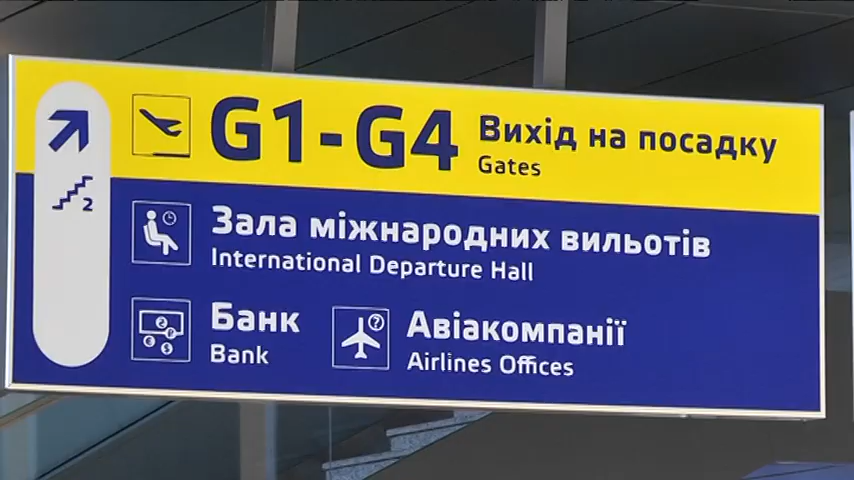 G1-G4
Вихід на посадку
Gates
2
Зала міжнародних вильотів
International Departure Hall
Банк
Bank
Авіакомпанії
Airlines Offices